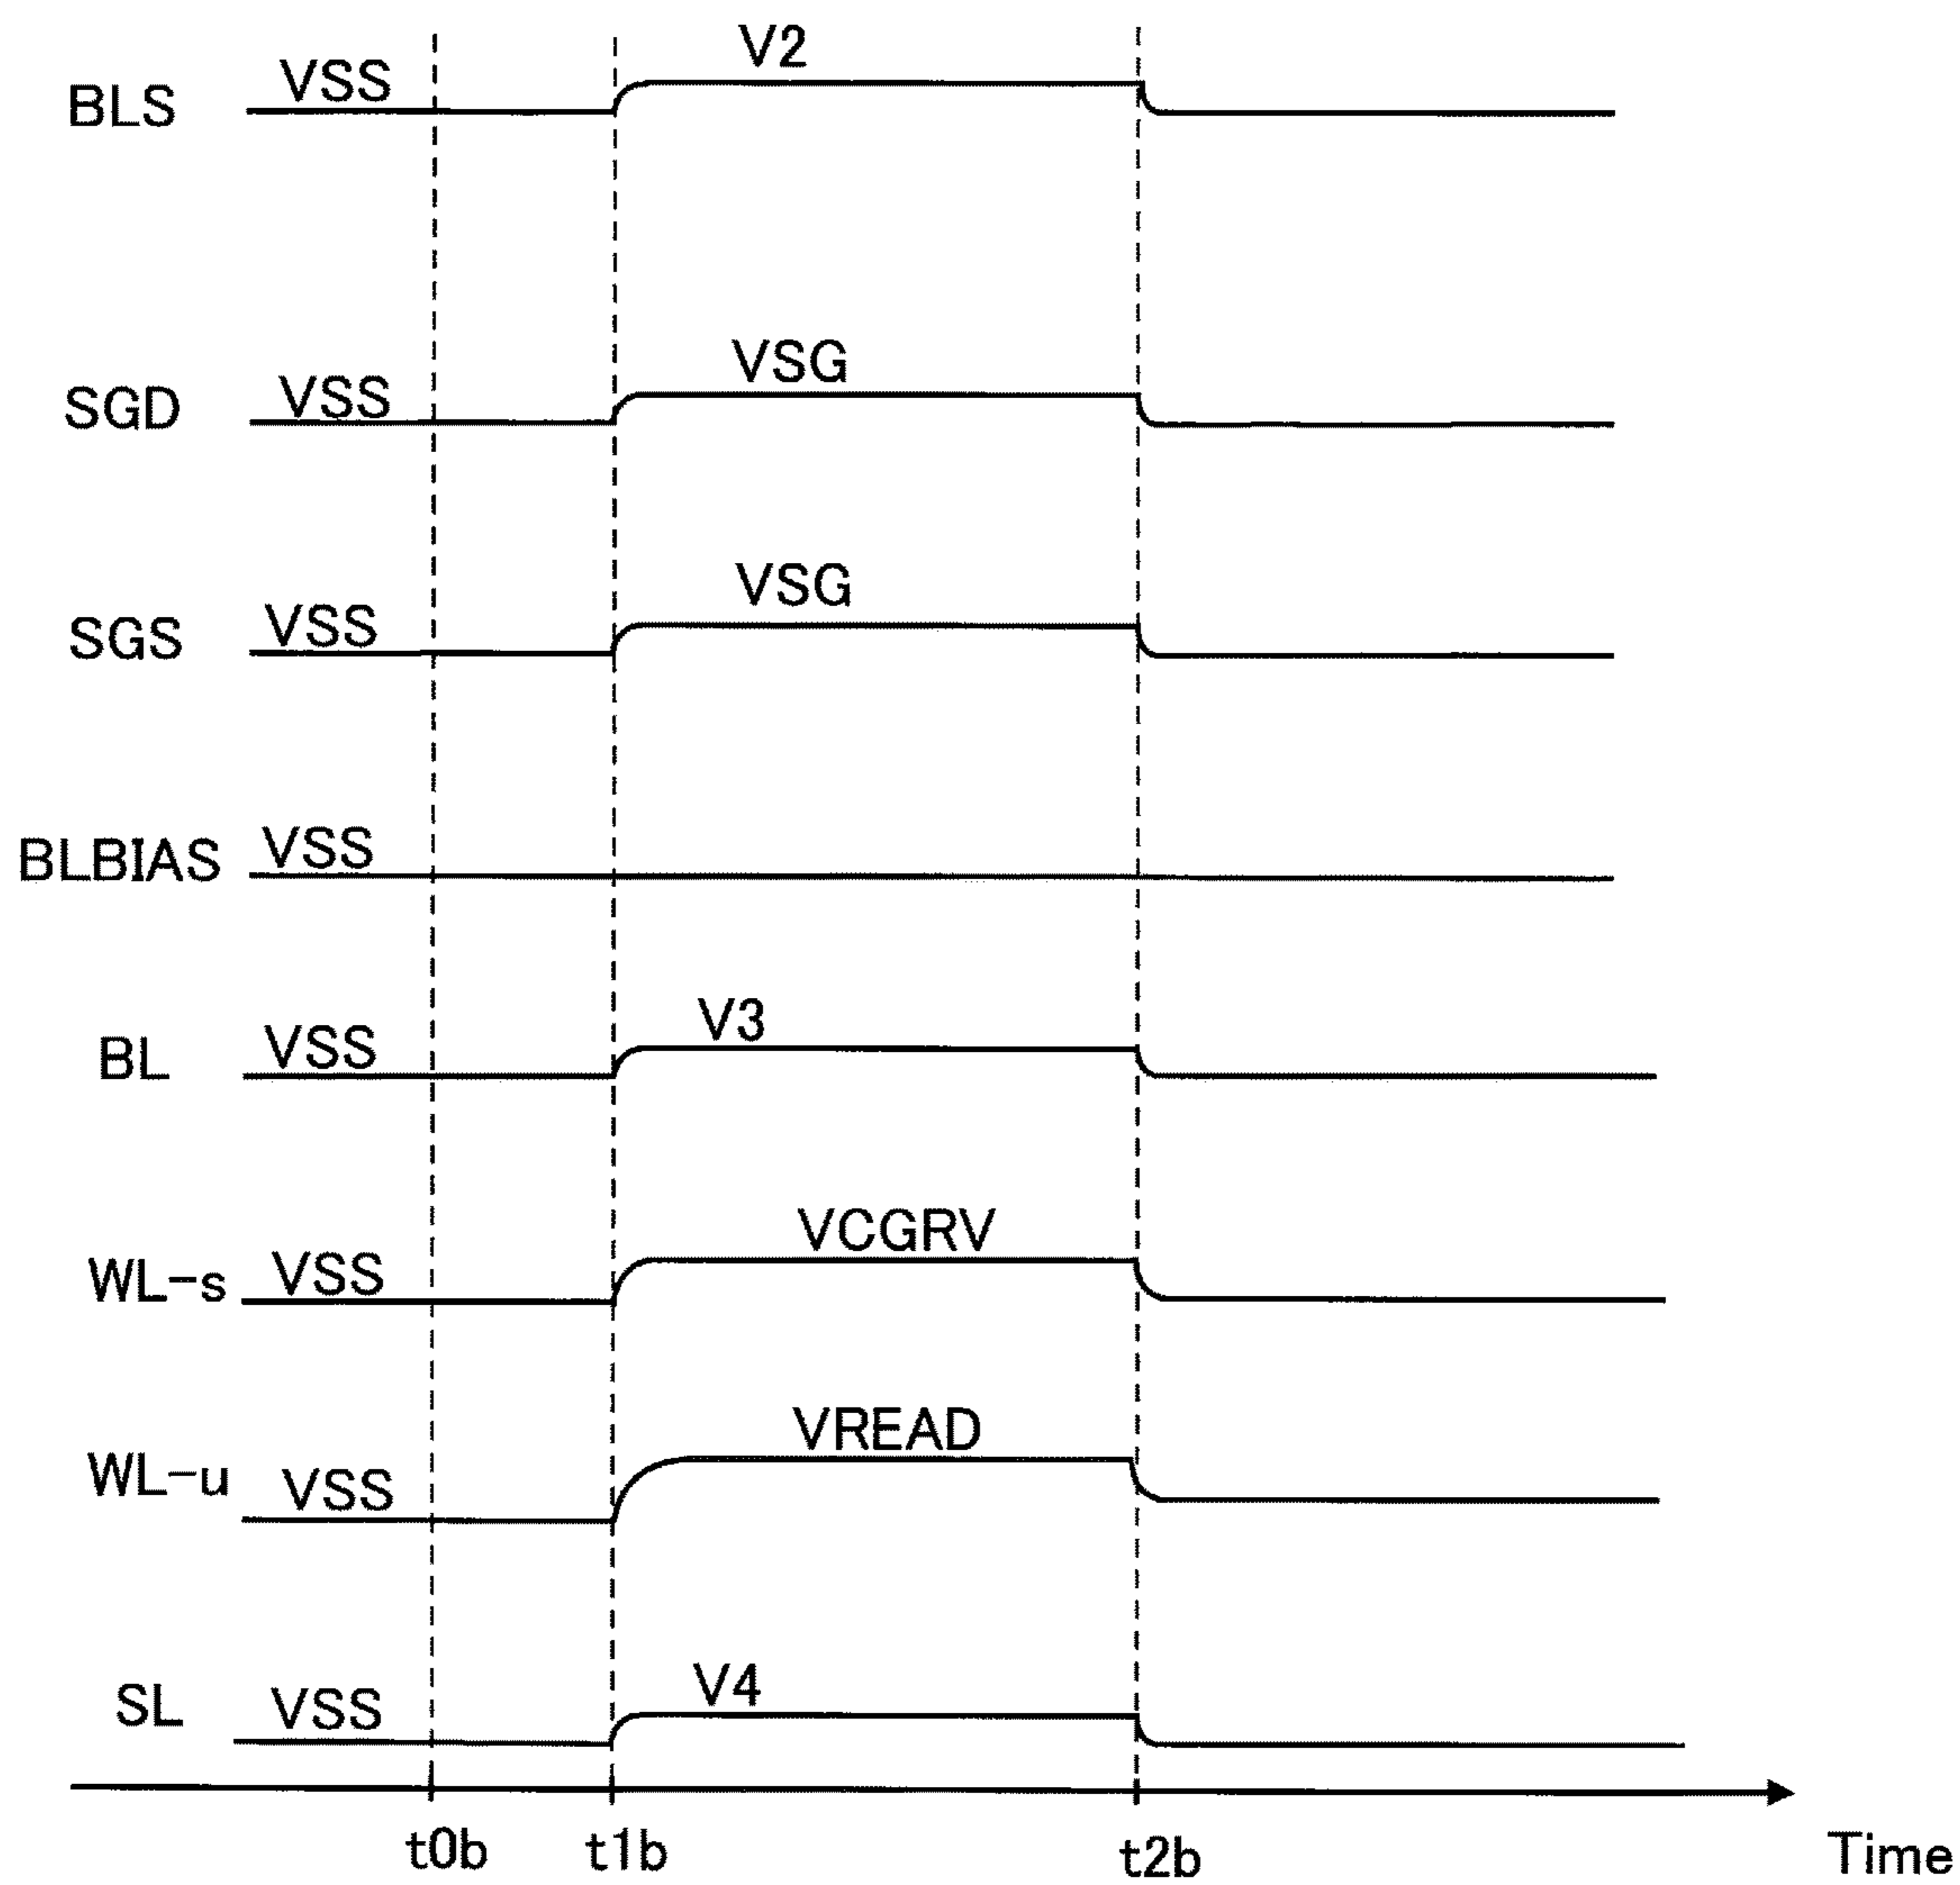 V2
BLS VSS
VSG
SGD VSS
VSG
SGS VSS
BLBIAS VSS
V3
BL VSS
VCGRV
WL-s VSS
VREAD
WL-u VSS
V4
SL VSS
t0b t1b t2b Time